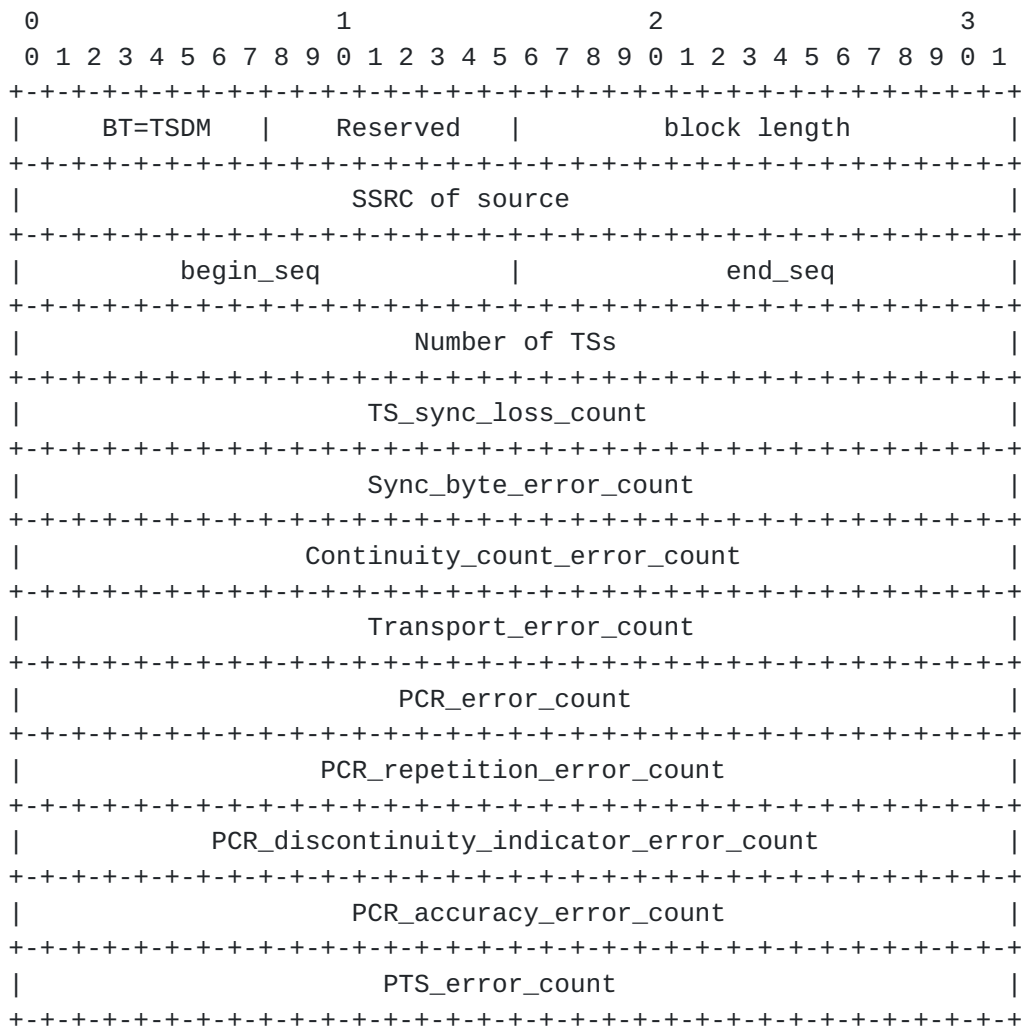 0                   1                   2                   3
 0 1 2 3 4 5 6 7 8 9 0 1 2 3 4 5 6 7 8 9 0 1 2 3 4 5 6 7 8 9 0 1
+-+-+-+-+-+-+-+-+-+-+-+-+-+-+-+-+-+-+-+-+-+-+-+-+-+-+-+-+-+-+-+-+
|     BT=TSDM   |    Reserved   |         block length          |
+-+-+-+-+-+-+-+-+-+-+-+-+-+-+-+-+-+-+-+-+-+-+-+-+-+-+-+-+-+-+-+-+
|                     SSRC of source                            |
+-+-+-+-+-+-+-+-+-+-+-+-+-+-+-+-+-+-+-+-+-+-+-+-+-+-+-+-+-+-+-+-+
|          begin_seq            |             end_seq           |
+-+-+-+-+-+-+-+-+-+-+-+-+-+-+-+-+-+-+-+-+-+-+-+-+-+-+-+-+-+-+-+-+
|                         Number of TSs                         |
+-+-+-+-+-+-+-+-+-+-+-+-+-+-+-+-+-+-+-+-+-+-+-+-+-+-+-+-+-+-+-+-+
|                      TS_sync_loss_count                       |
+-+-+-+-+-+-+-+-+-+-+-+-+-+-+-+-+-+-+-+-+-+-+-+-+-+-+-+-+-+-+-+-+
|                      Sync_byte_error_count                    |
+-+-+-+-+-+-+-+-+-+-+-+-+-+-+-+-+-+-+-+-+-+-+-+-+-+-+-+-+-+-+-+-+
|                  Continuity_count_error_count                 |
+-+-+-+-+-+-+-+-+-+-+-+-+-+-+-+-+-+-+-+-+-+-+-+-+-+-+-+-+-+-+-+-+
|                      Transport_error_count                    |
+-+-+-+-+-+-+-+-+-+-+-+-+-+-+-+-+-+-+-+-+-+-+-+-+-+-+-+-+-+-+-+-+
|                        PCR_error_count                        |
+-+-+-+-+-+-+-+-+-+-+-+-+-+-+-+-+-+-+-+-+-+-+-+-+-+-+-+-+-+-+-+-+
|                   PCR_repetition_error_count                  |
+-+-+-+-+-+-+-+-+-+-+-+-+-+-+-+-+-+-+-+-+-+-+-+-+-+-+-+-+-+-+-+-+
|            PCR_discontinuity_indicator_error_count            |
+-+-+-+-+-+-+-+-+-+-+-+-+-+-+-+-+-+-+-+-+-+-+-+-+-+-+-+-+-+-+-+-+
|                     PCR_accuracy_error_count                  |
+-+-+-+-+-+-+-+-+-+-+-+-+-+-+-+-+-+-+-+-+-+-+-+-+-+-+-+-+-+-+-+-+
|                       PTS_error_count                         |
+-+-+-+-+-+-+-+-+-+-+-+-+-+-+-+-+-+-+-+-+-+-+-+-+-+-+-+-+-+-+-+-+